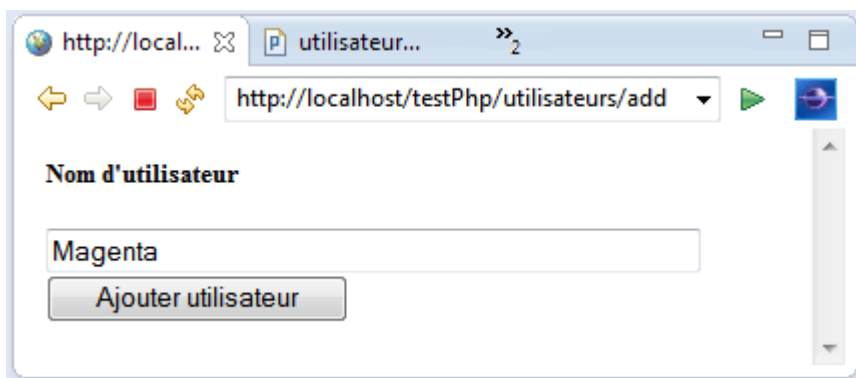 http://local... utilisateur... »2
http://localhost/testPhp/utilisateurs/add
Nom d'utilisateur
Magenta
Ajouter utilisateur